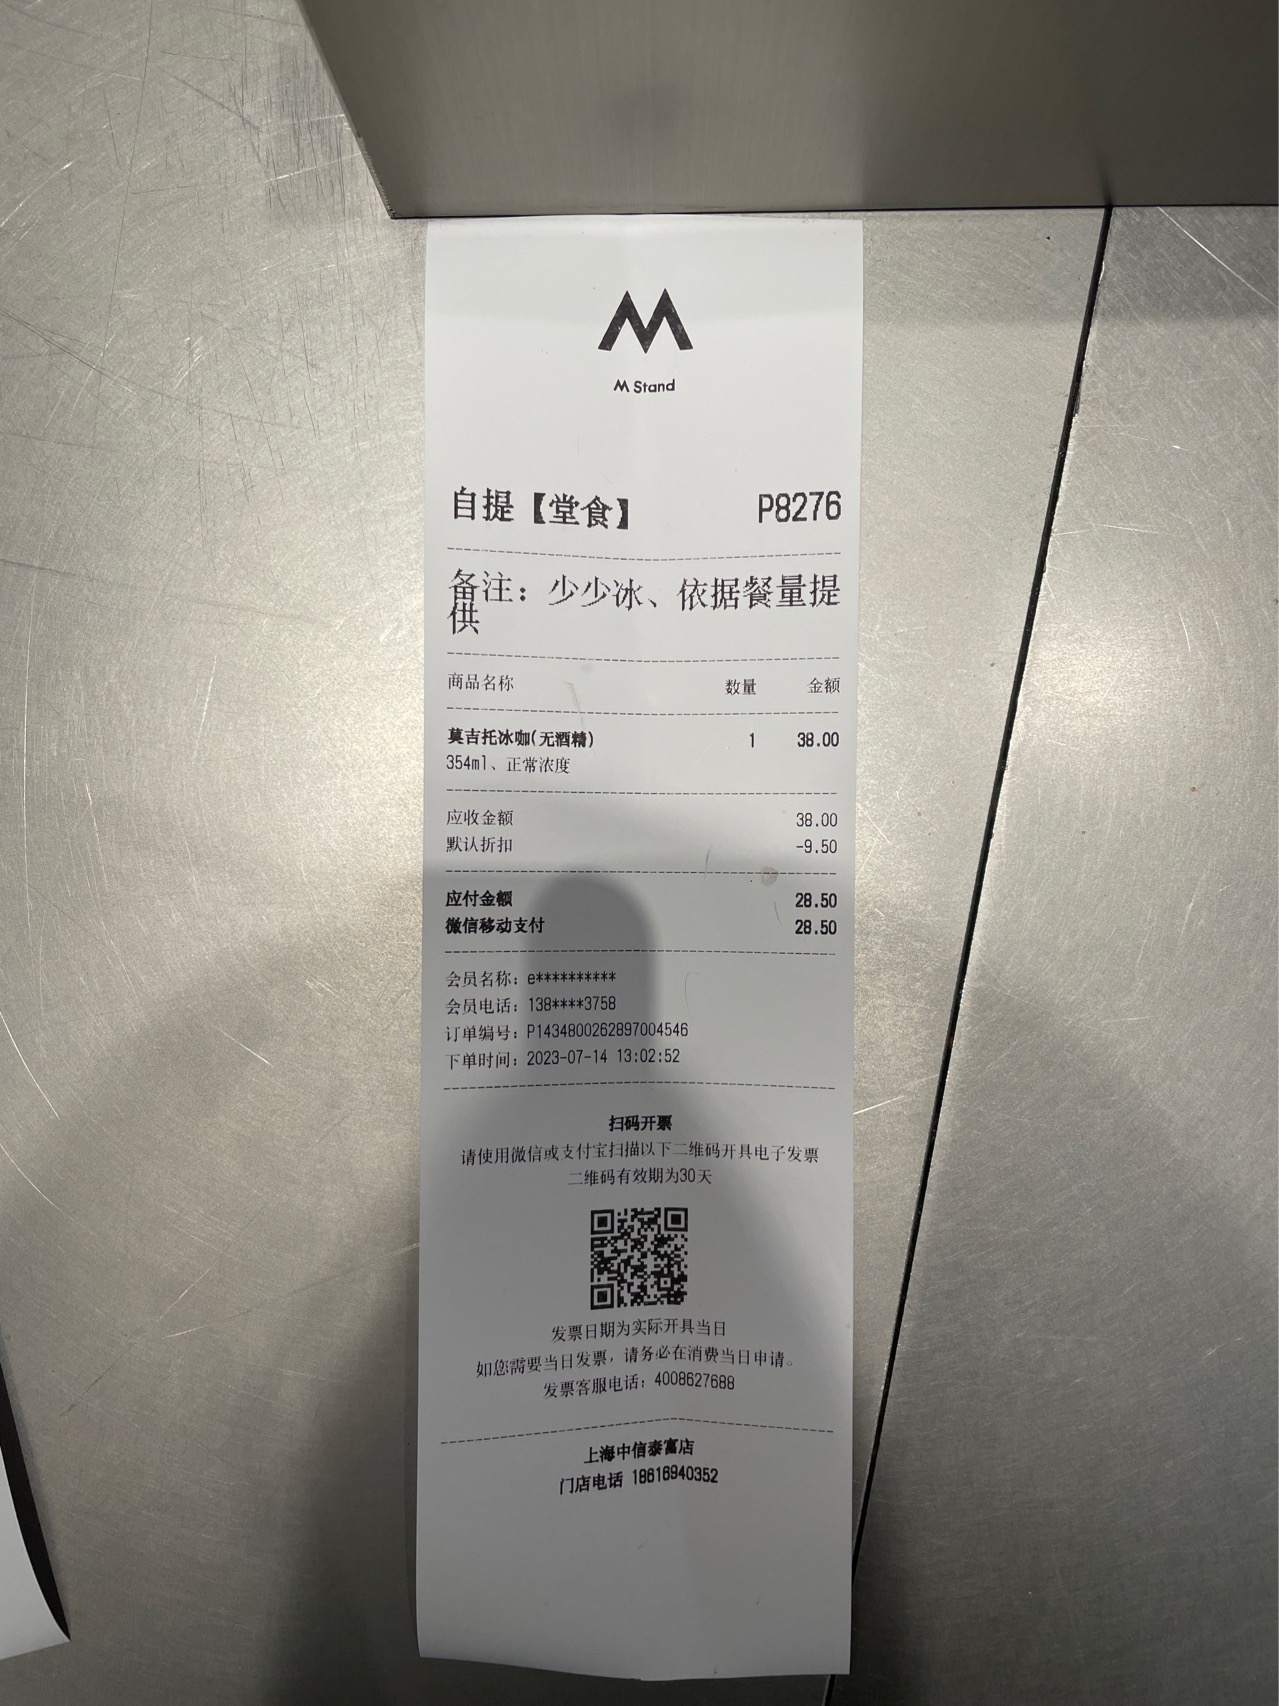 M
M Stand
自提【堂食】 P8276
备注：少少冰、依据餐量提
供
商品名称 数量 金额
莫吉托冰咖(无酒精) 1 38.00
354ml、正常浓度
应收金额 38.00
默认折扣 -9.50
应付金额 28.50
微信移动支付 28.50
会员名称：e**********
会员电话：138****3758
订单编号：P1434800262897004546
下单时间：2023-07-14 13:02:52
扫码开票
请使用微信或支付宝扫描以下二维码开具电子发票
二维码有效期为30天
发票日期为实际开具当日
如您需要当日发票，请务必在消费当日申请。
发票客服电话：4008627688
上海中信泰富店
门店电话 18616940352